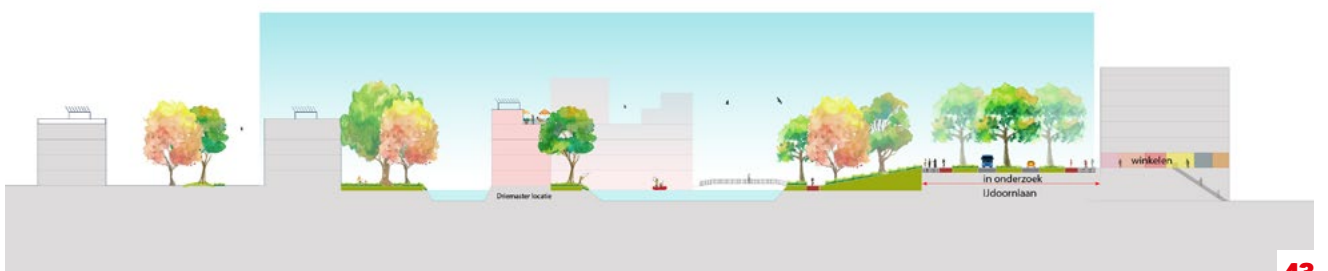 winkelen
in onderzoek
IJdoornlaan
Driemaster locatie
43